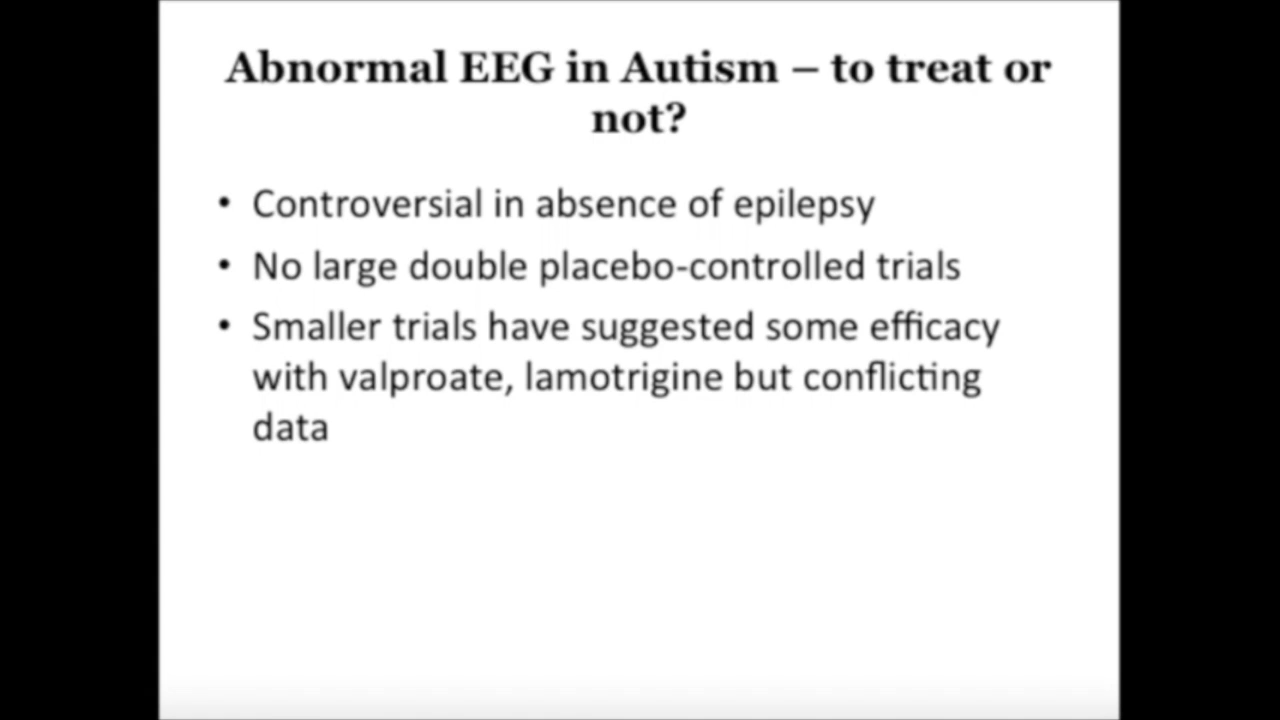 Abnormal EEG in Autism – to treat or
not?
• Controversial in absence of epilepsy
• No large double placebo-controlled trials
• Smaller trials have suggested some efficacy
with valproate, lamotrigine but conflicting
data